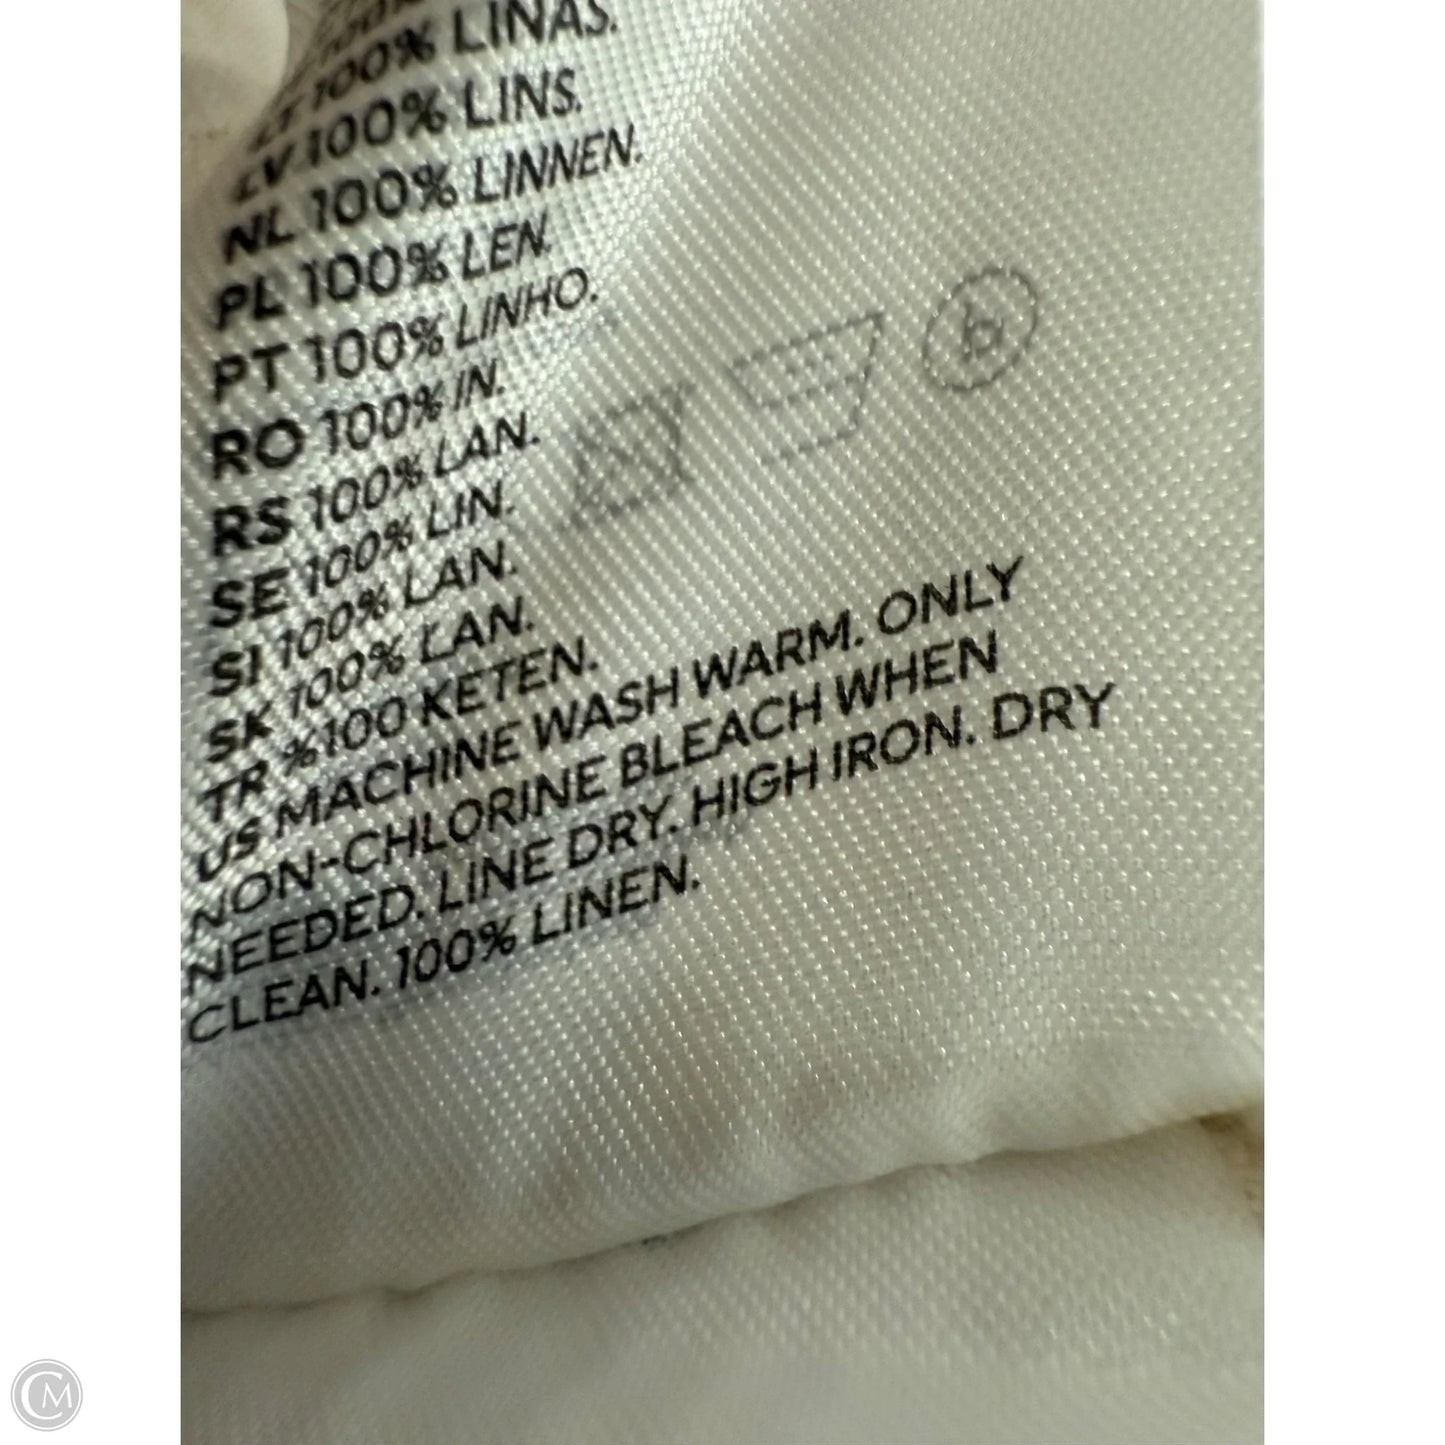 LT 100% LINAS.
LV 100% LINS.
NL 100% LINNEN.
PL 100% LEN.
PT 100% LINHO.
RO 100% IN.
RS 100% LAN.
SE 100% LIN.
SI 100% LAN.
SK 100% LAN.
TR %100 KETEN.
US MACHINE WASH WARM. ONLY
NON-CHLORINE BLEACH WHEN
NEEDED. LINE DRY. HIGH IRON. DRY
CLEAN. 100% LINEN.
b
CM